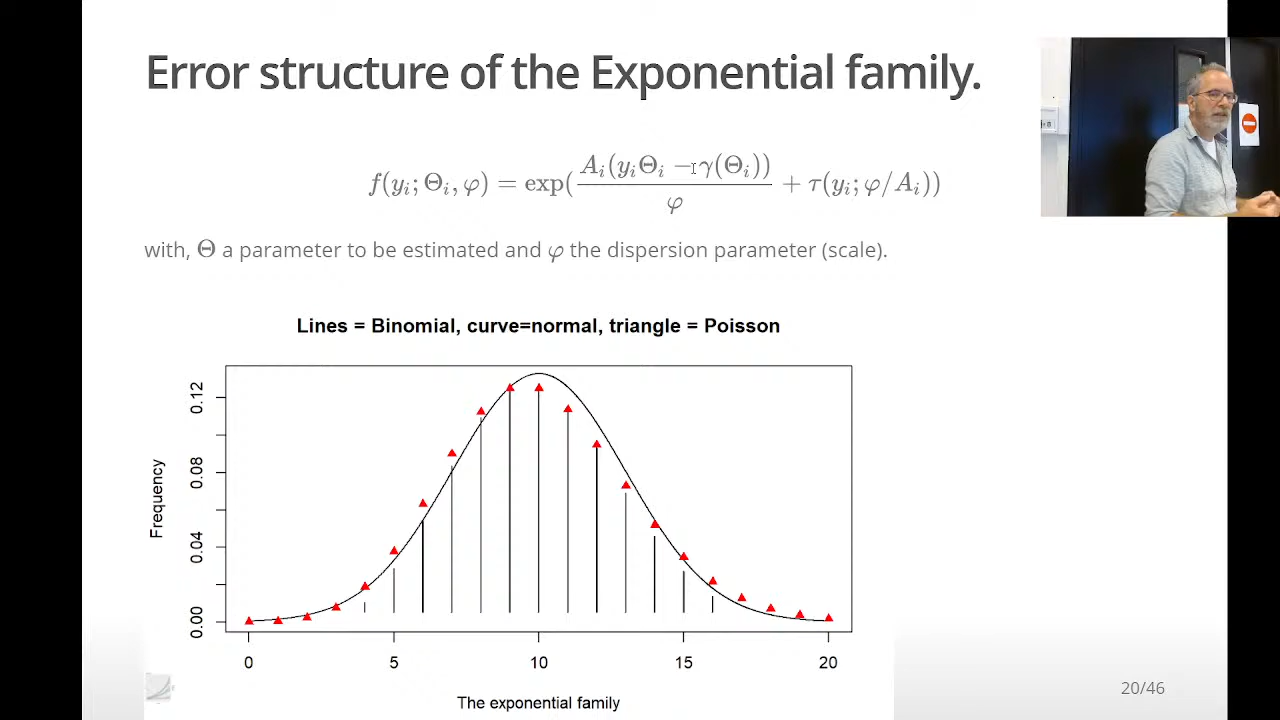 Error structure of the Exponential family.
f(y_i; Θ_i, φ) = exp( A_i(y_iΘ_i − γ(Θ_i)) / φ + τ(y_i; φ/A_i))
with, Θ a parameter to be estimated and φ the dispersion parameter (scale).
Lines = Binomial, curve=normal, triangle = Poisson
Frequency
0.12
0.08
0.04
0.00
0 5 10 15 20
The exponential family
20/46